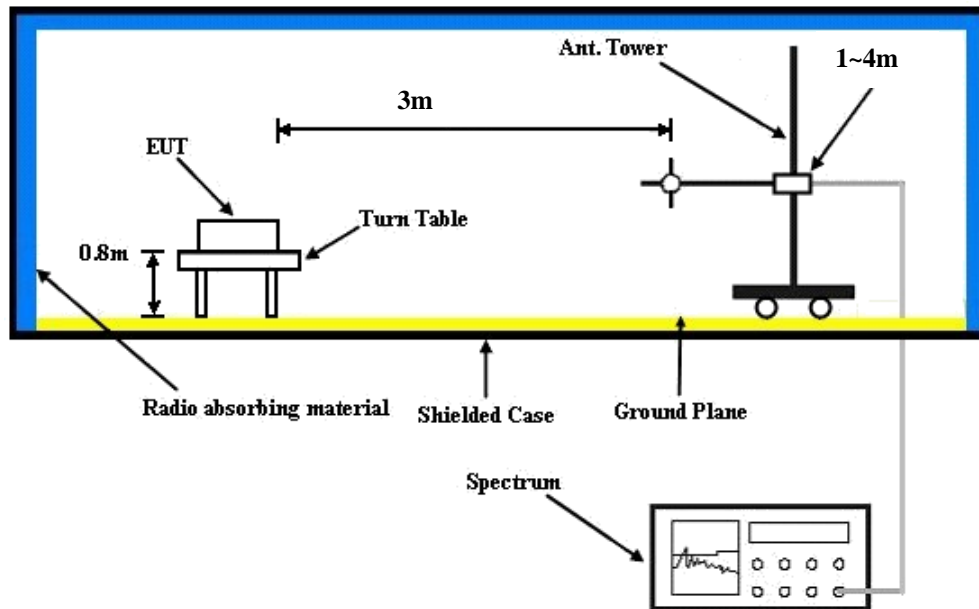 Ant. Tower
1~4m
3m
EUT
Turn Table
0.8m
Radio absorbing material
Shielded Case
Ground Plane
Spectrum